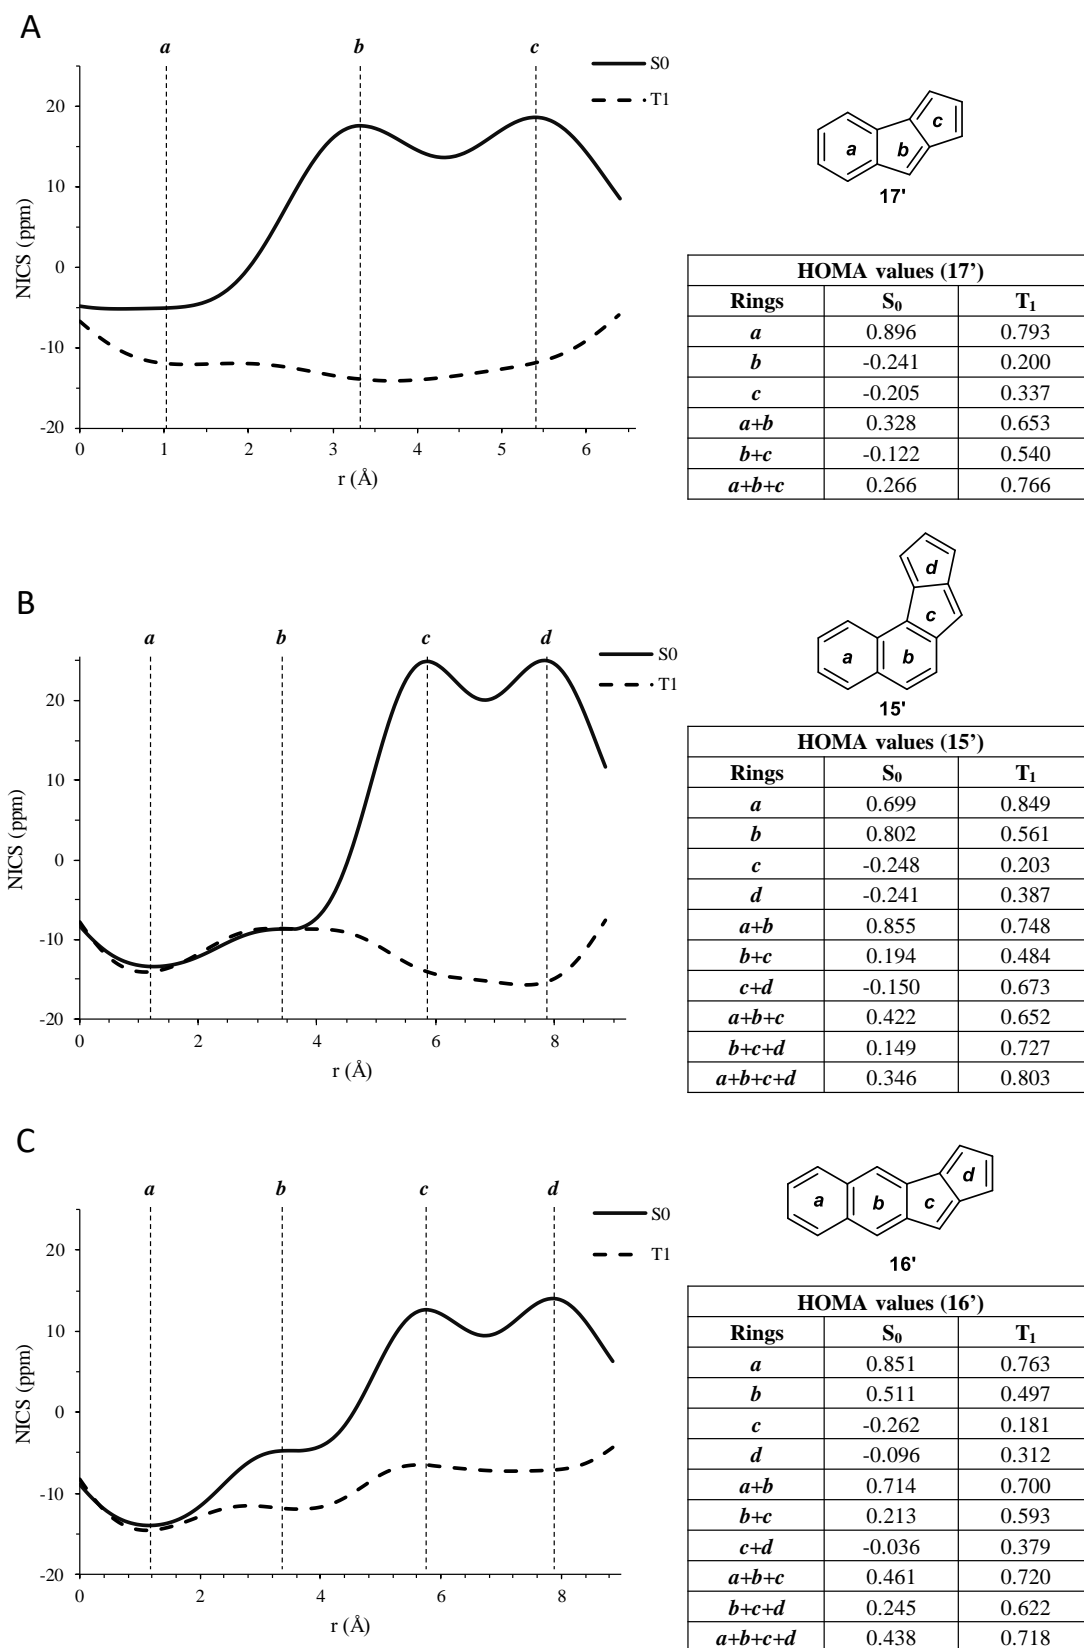 A
a b c
S0
T1
20
10
0
-10
-20
NICS (ppm)
0 1 2 3 4 5 6
r (Å)
a b c
17'
HOMA values (17’)
Rings S0 T1
a 0.896 0.793
b -0.241 0.200
c -0.205 0.337
a+b 0.328 0.653
b+c -0.122 0.540
a+b+c 0.266 0.766
B
a b c d
S0
T1
20
10
0
-10
-20
NICS (ppm)
0 2 4 6 8
r (Å)
d
c
a b
15'
HOMA values (15’)
Rings S0 T1
a 0.699 0.849
b 0.802 0.561
c -0.248 0.203
d -0.241 0.387
a+b 0.855 0.748
b+c 0.194 0.484
c+d -0.150 0.673
a+b+c 0.422 0.652
b+c+d 0.149 0.727
a+b+c+d 0.346 0.803
C
a b c d
S0
T1
20
10
0
-10
-20
NICS (ppm)
0 2 4 6 8
r (Å)
a b c d
16'
HOMA values (16’)
Rings S0 T1
a 0.851 0.763
b 0.511 0.497
c -0.262 0.181
d -0.096 0.312
a+b 0.714 0.700
b+c 0.213 0.593
c+d -0.036 0.379
a+b+c 0.461 0.720
b+c+d 0.245 0.622
a+b+c+d 0.438 0.718